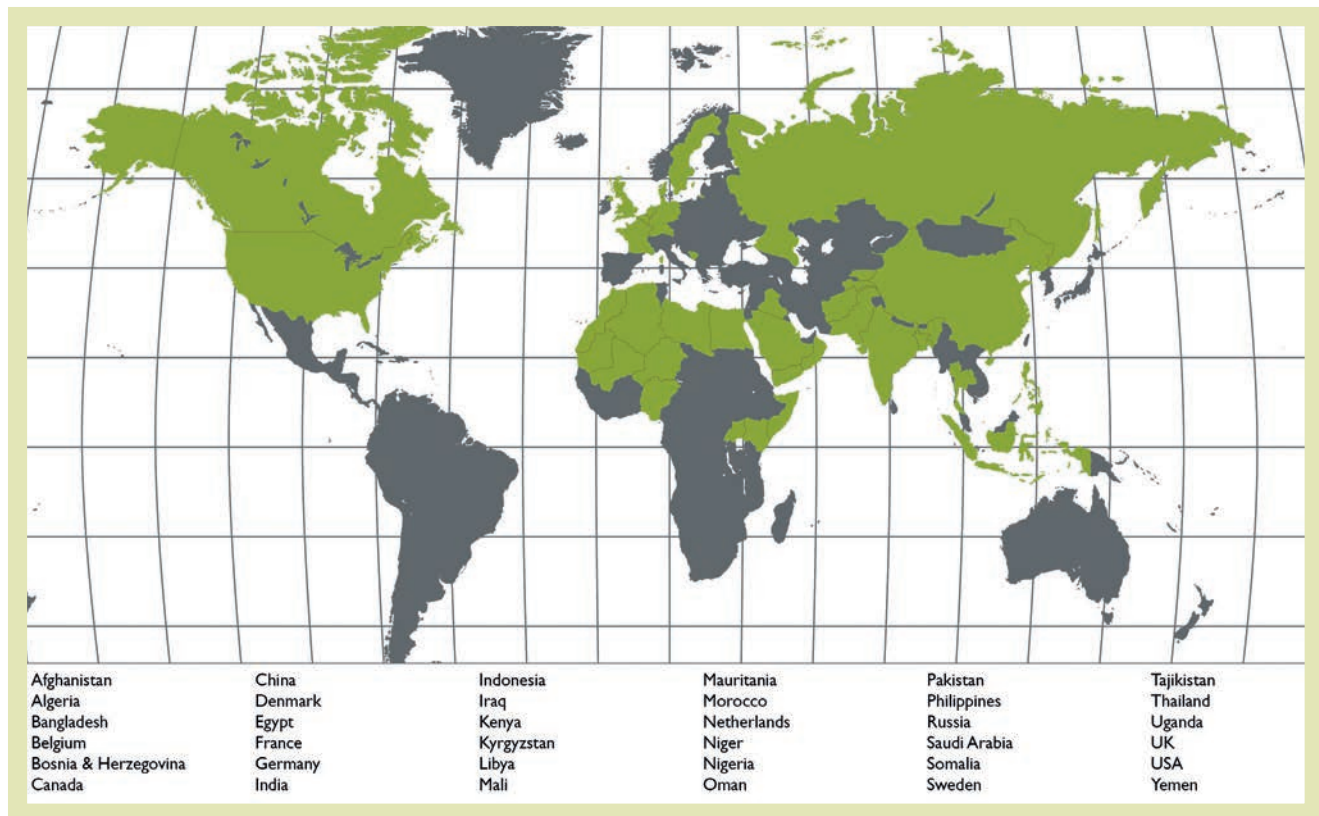 Afghanistan
Algeria
Bangladesh
Belgium
Bosnia & Herzegovina
Canada
China
Denmark
Egypt
France
Germany
India
Indonesia
Iraq
Kenya
Kyrgyzstan
Libya
Mali
Mauritania
Morocco
Netherlands
Niger
Nigeria
Oman
Pakistan
Philippines
Russia
Saudi Arabia
Somalia
Sweden
Tajikistan
Thailand
Uganda
UK
USA
Yemen